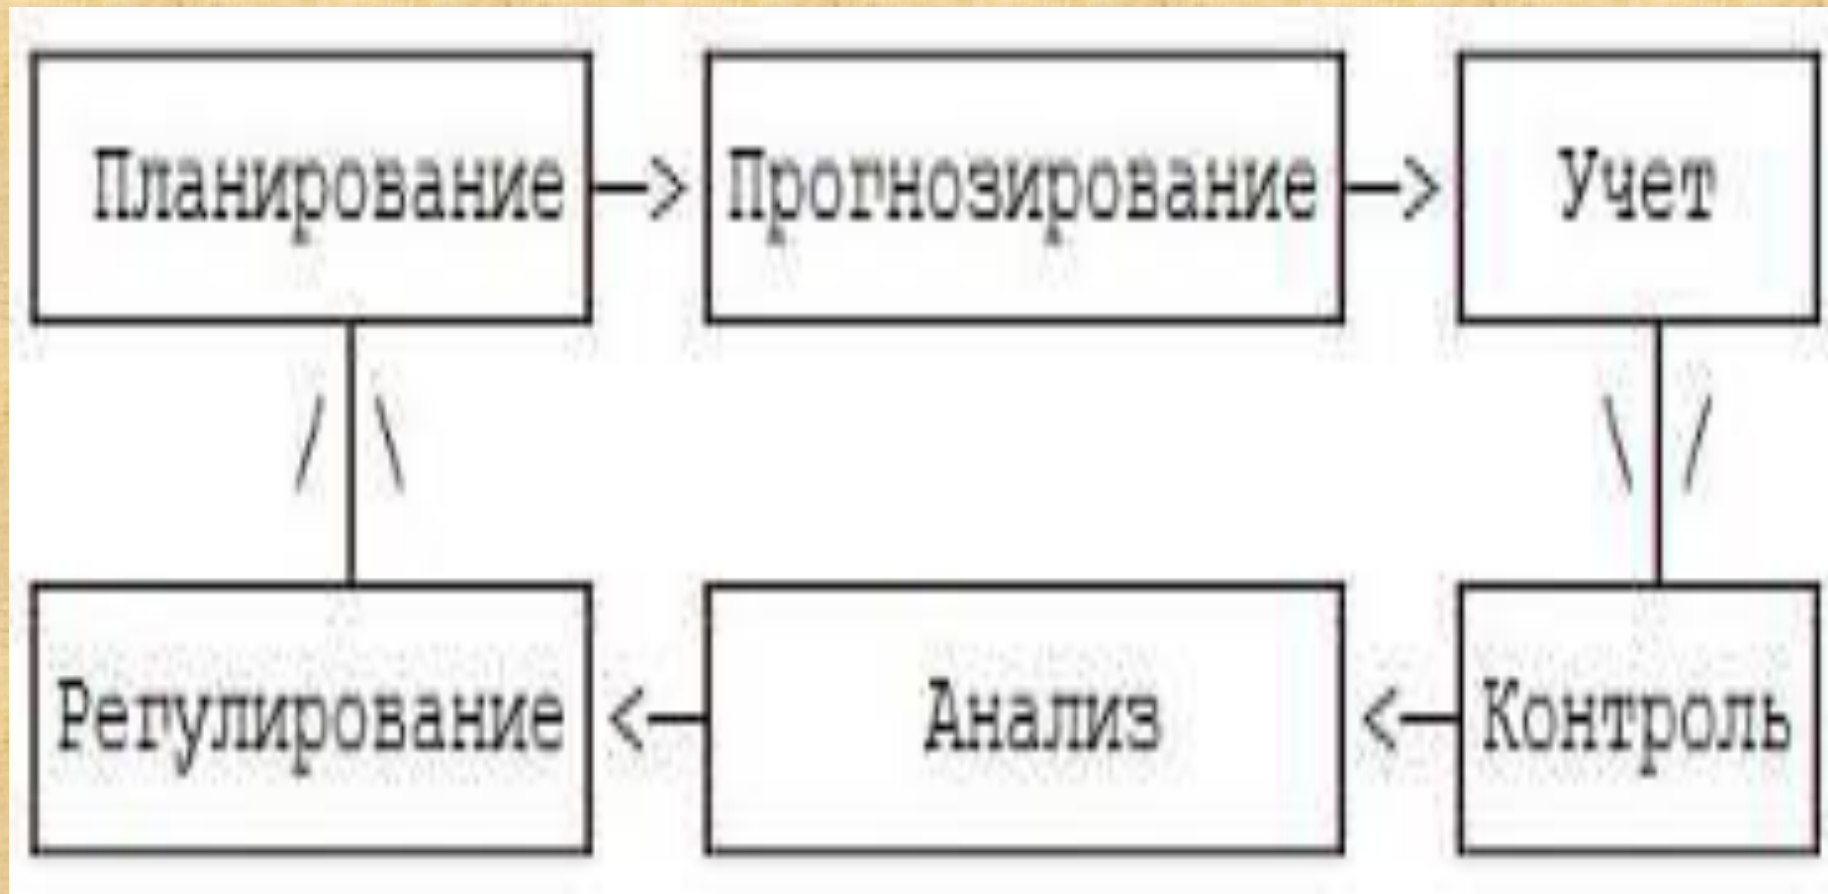 Планирование
Прогнозирование
Учет
Регулирование
Анализ
Контроль